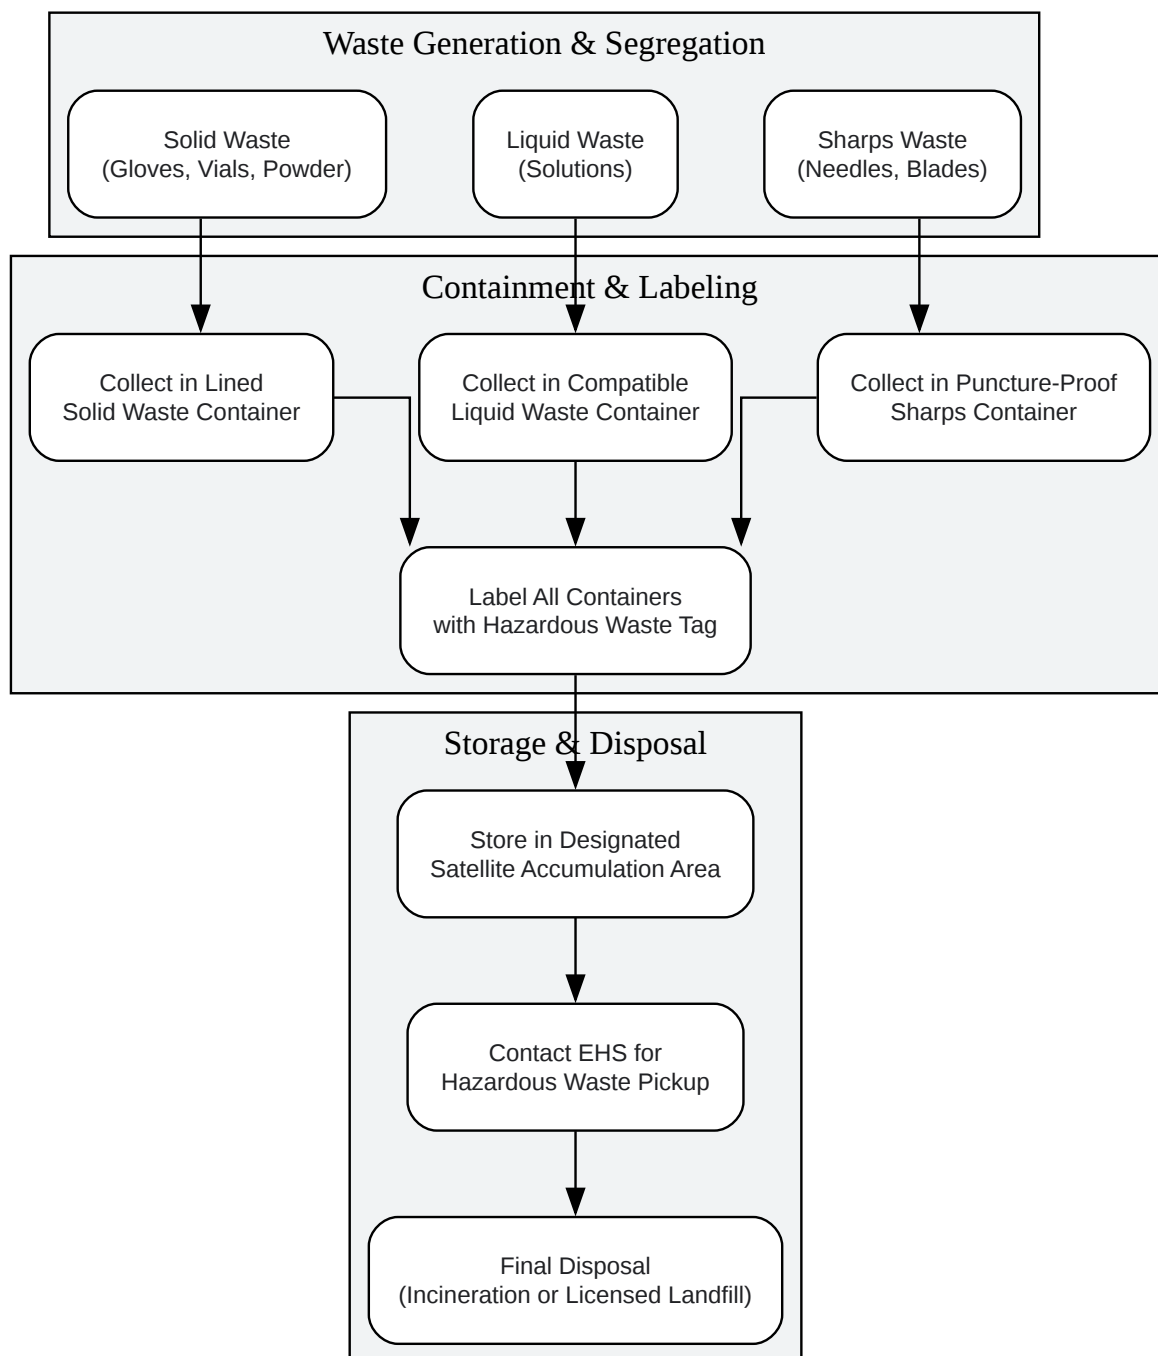 Waste Generation & Segregation
Solid Waste
(Gloves, Vials, Powder)
Liquid Waste
(Solutions)
Sharps Waste
(Needles, Blades)
Containment & Labeling
Collect in Lined
Solid Waste Container
Collect in Compatible
Liquid Waste Container
Collect in Puncture-Proof
Sharps Container
Label All Containers
with Hazardous Waste Tag
Storage & Disposal
Store in Designated
Satellite Accumulation Area
Contact EHS for
Hazardous Waste Pickup
Final Disposal
(Incineration or Licensed Landfill)